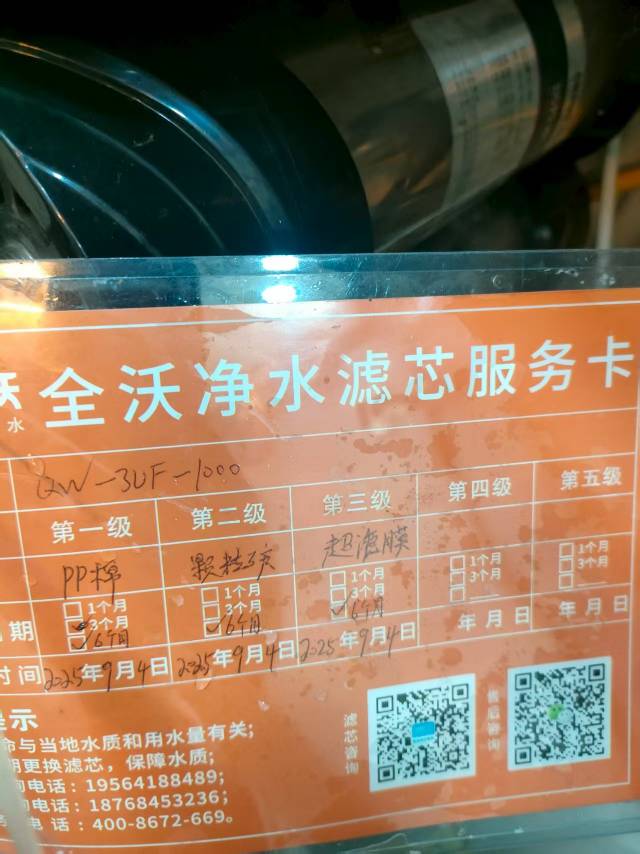 沃 全沃净水滤芯服务卡
水
QW-3UF-1000
第一级 第二级 第三级 第四级 第五级
PP棉 颗粒炭 超滤膜
1个月 1个月 1个月 1个月 1个月
3个月 3个月 3个月 3个月 3个月
6个月 6个月 6个月
期
时间 2025年9月4日 2025年9月4日 2025年9月4日 年 月 日 年 月 日
提示
命与当地水质和用水量有关;
期更换滤芯,保障水质;
询电话:19564188489;
询电话:18768453236;
电话:400-8672-669。
滤芯咨询
售后咨询